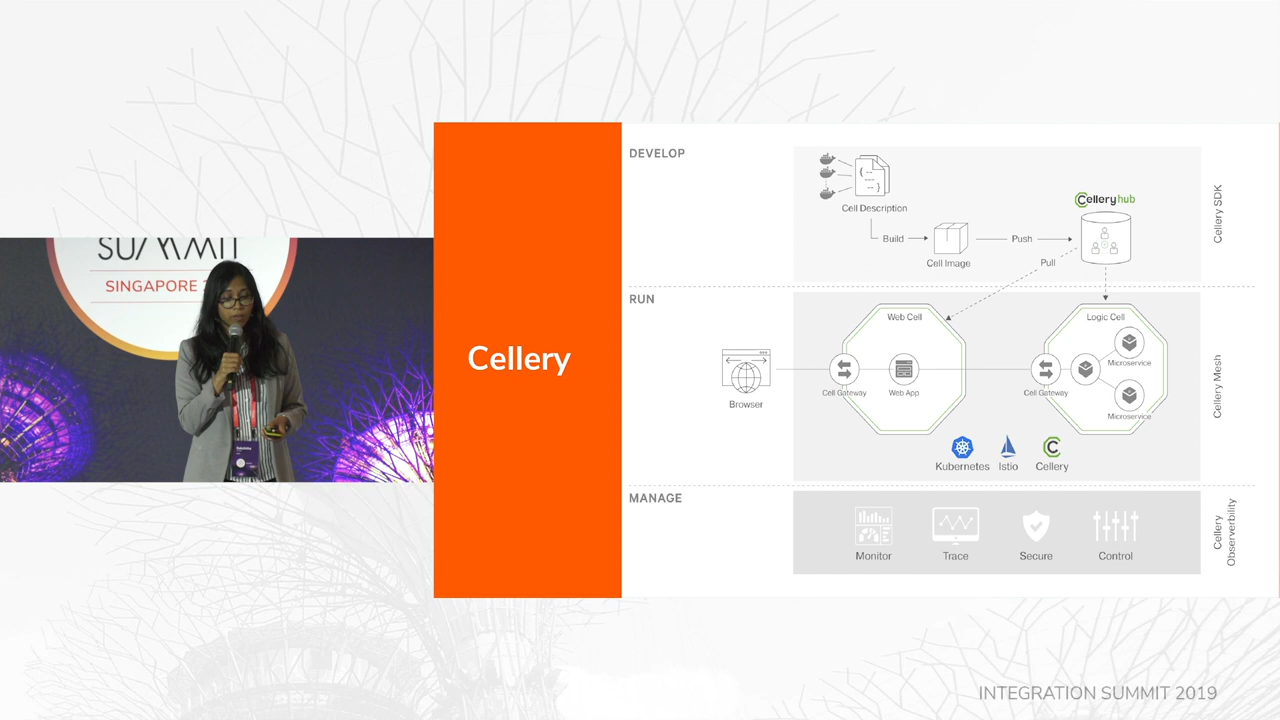 SUMMIT
SINGAPORE
Cellery
DEVELOP
Cell Description
Build
Cell Image
Push
Pull
Celleryhub
Cellery SDK
RUN
Browser
Web Cell
Cell Gateway
Web App
Logic Cell
Cell Gateway
Microservice
Microservice
Kubernetes
Istio
Cellery
Cellery Mesh
MANAGE
Monitor
Trace
Secure
Control
Cellery
Observerbility
INTEGRATION SUMMIT 2019